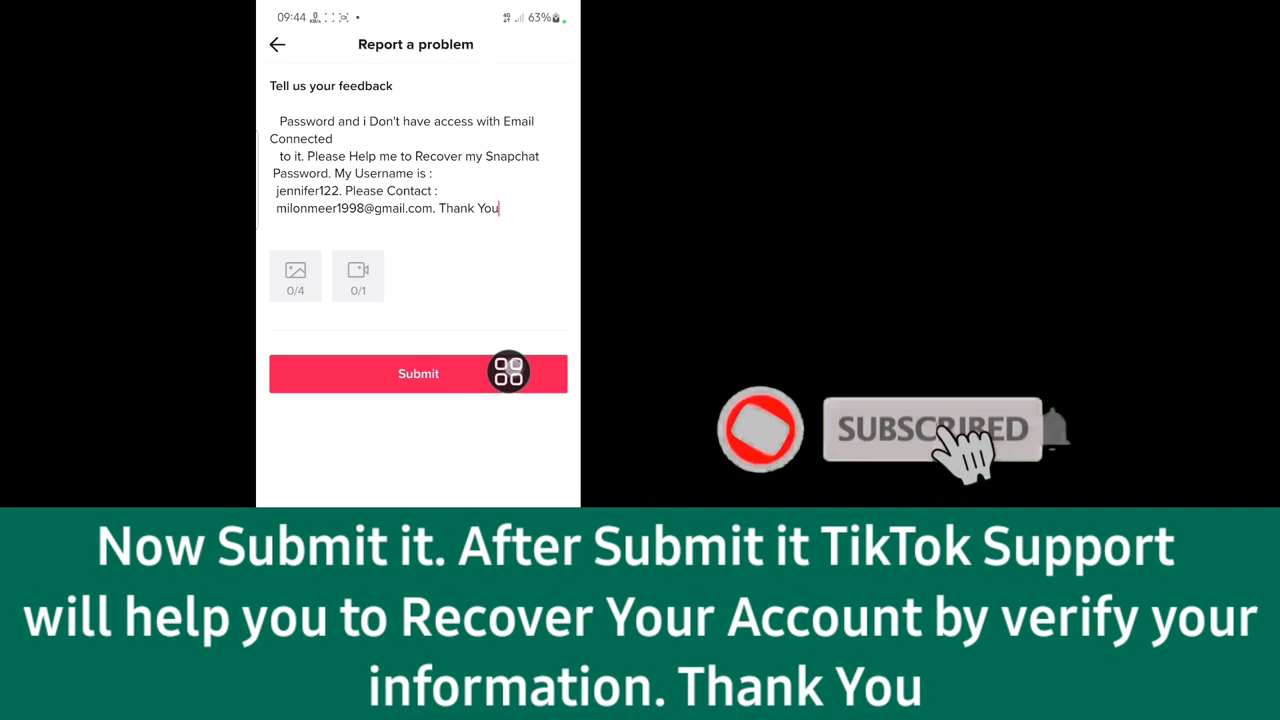 09:44 0 KB/s 4G 63%
Report a problem
Tell us your feedback
Password and i Don't have access with Email
Connected
to it. Please Help me to Recover my Snapchat
Password. My Username is :
jennifer122. Please Contact :
milonmeer1998@gmail.com. Thank You
0/4 0/1
Submit
SUBSCRIBED
Now Submit it. After Submit it TikTok Support
will help you to Recover Your Account by verify your
information. Thank You